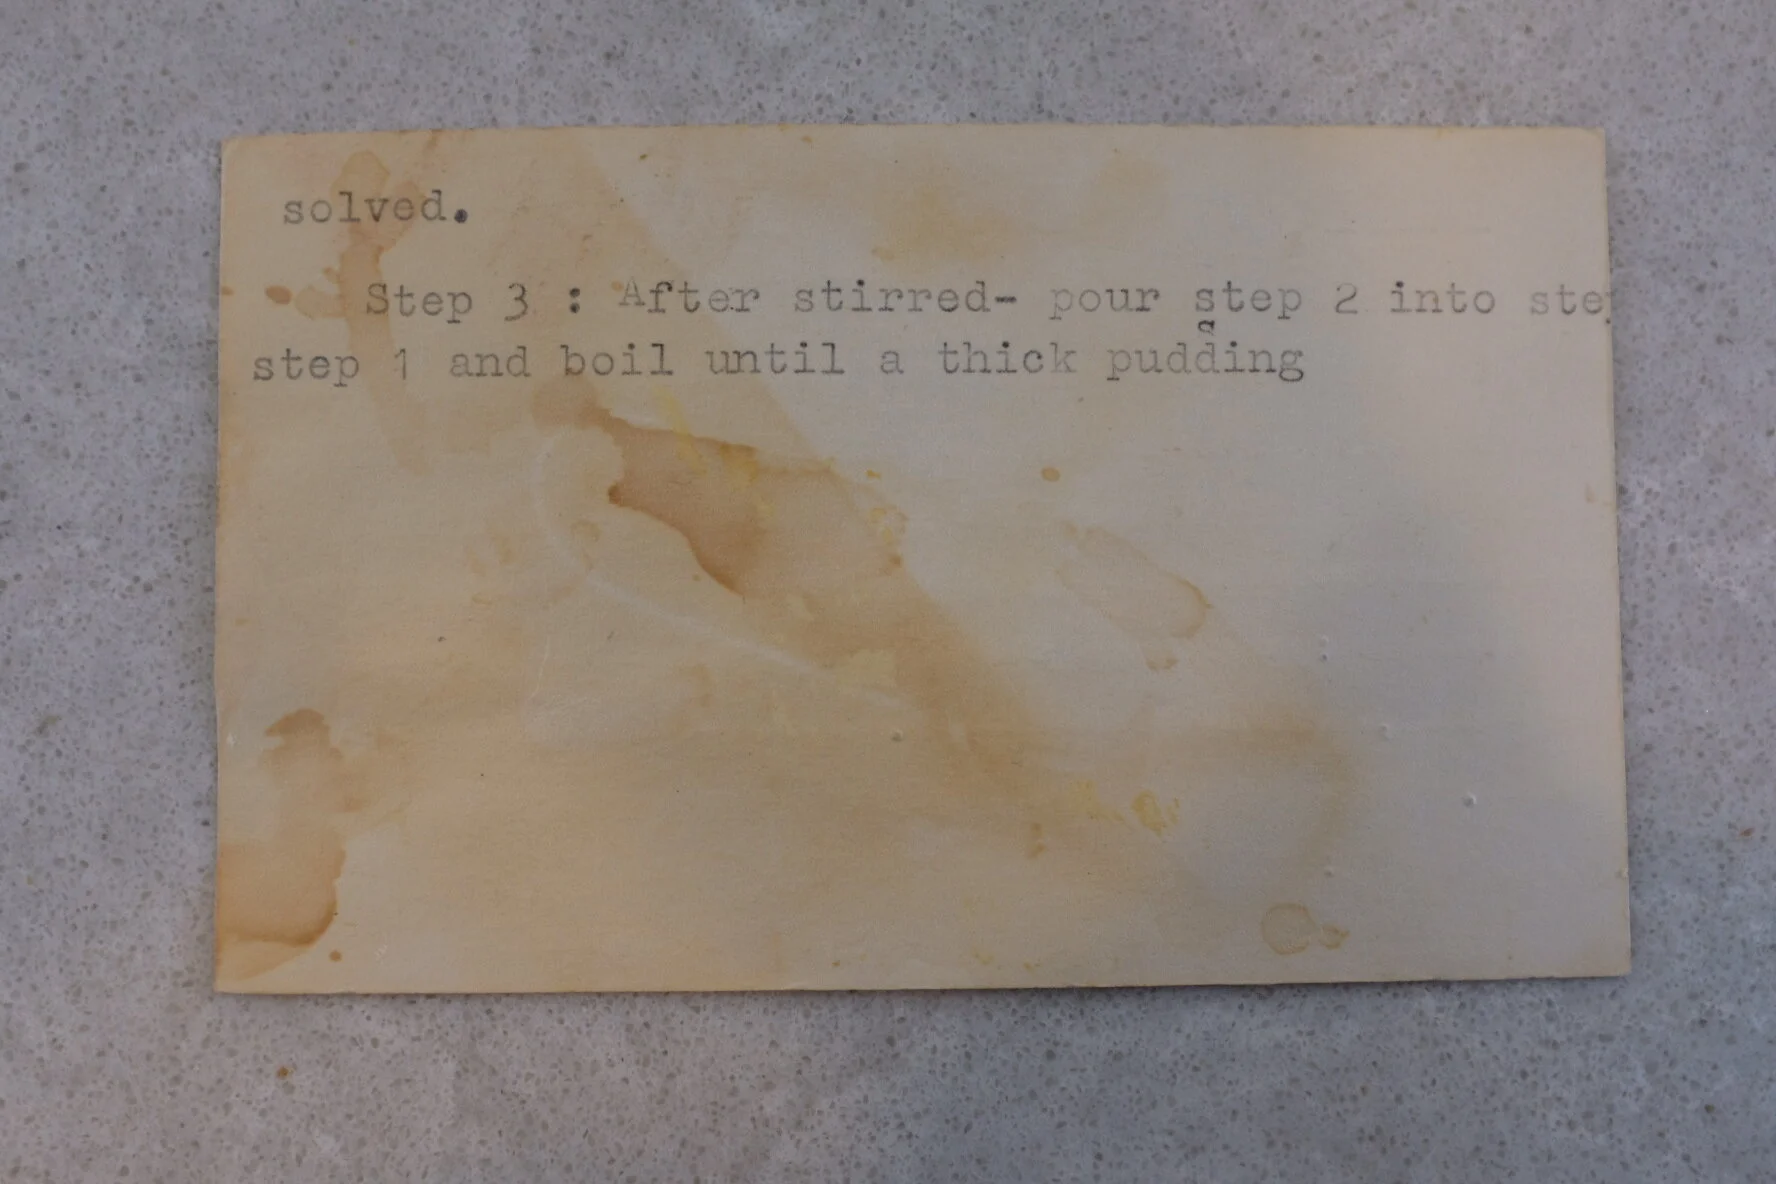 solved.
Step 3 : After stirred- pour step 2 into ste
s
step 1 and boil until a thick pudding